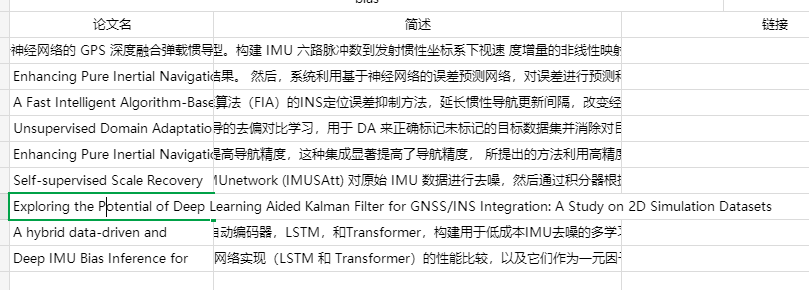 bias
论文名 简述 链接
神经网络的 GPS 深度融合弹载惯导 型。构建 IMU 六路脉冲数到发射惯性坐标系下视速 度增量的非线性映射
Enhancing Pure Inertial Navigatio 结果。 然后，系统利用基于神经网络的误差预测网络，对误差进行预测和
A Fast Intelligent Algorithm-Base 算法（FIA）的INS定位误差抑制方法，延长惯性导航更新间隔，改变经
Unsupervised Domain Adaptatio 导的去偏对比学习，用于 DA 来正确标记未标记的目标数据集并消除对目
Enhancing Pure Inertial Navigatio 提高导航精度，这种集成显著提高了导航精度， 所提出的方法利用高精度
Self-supervised Scale Recovery MUnetwork (IMUSAtt) 对原始 IMU 数据进行去噪，然后通过积分器根据
Exploring the Potential of Deep Learning Aided Kalman Filter for GNSS/INS Integration: A Study on 2D Simulation Datasets
A hybrid data-driven and 自动编码器，LSTM，和Transformer，构建用于低成本IMU去噪的多学习
Deep IMU Bias Inference for 网络实现（LSTM 和 Transformer）的性能比较，以及它们作为一元因子